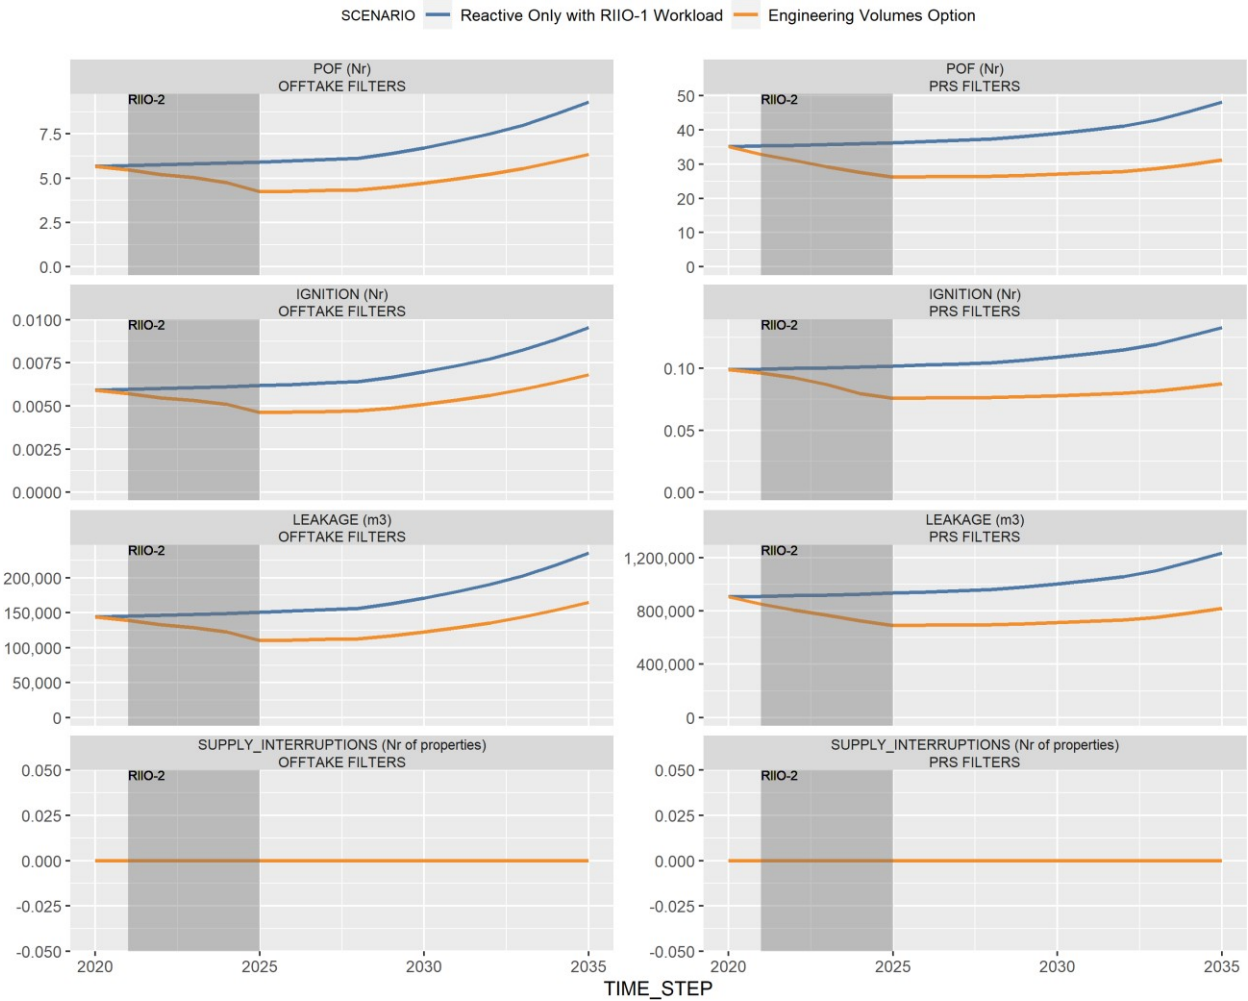 SCENARIO Reactive Only with RIIO-1 Workload Engineering Volumes Option
POF (Nr)
OFFTAKE FILTERS
RIIO-2
7.5
5.0
2.5
0.0
POF (Nr)
PRS FILTERS
RIIO-2
50
40
30
20
10
0
IGNITION (Nr)
OFFTAKE FILTERS
RIIO-2
0.0100
0.0075
0.0050
0.0025
0.0000
IGNITION (Nr)
PRS FILTERS
RIIO-2
0.10
0.05
0.00
LEAKAGE (m3)
OFFTAKE FILTERS
RIIO-2
200,000
150,000
100,000
50,000
0
LEAKAGE (m3)
PRS FILTERS
RIIO-2
1,200,000
800,000
400,000
0
SUPPLY_INTERRUPTIONS (Nr of properties)
OFFTAKE FILTERS
RIIO-2
0.050
0.025
0.000
-0.025
-0.050
SUPPLY_INTERRUPTIONS (Nr of properties)
PRS FILTERS
RIIO-2
0.050
0.025
0.000
-0.025
-0.050
2020 2025 2030 2035
2020 2025 2030 2035
TIME_STEP